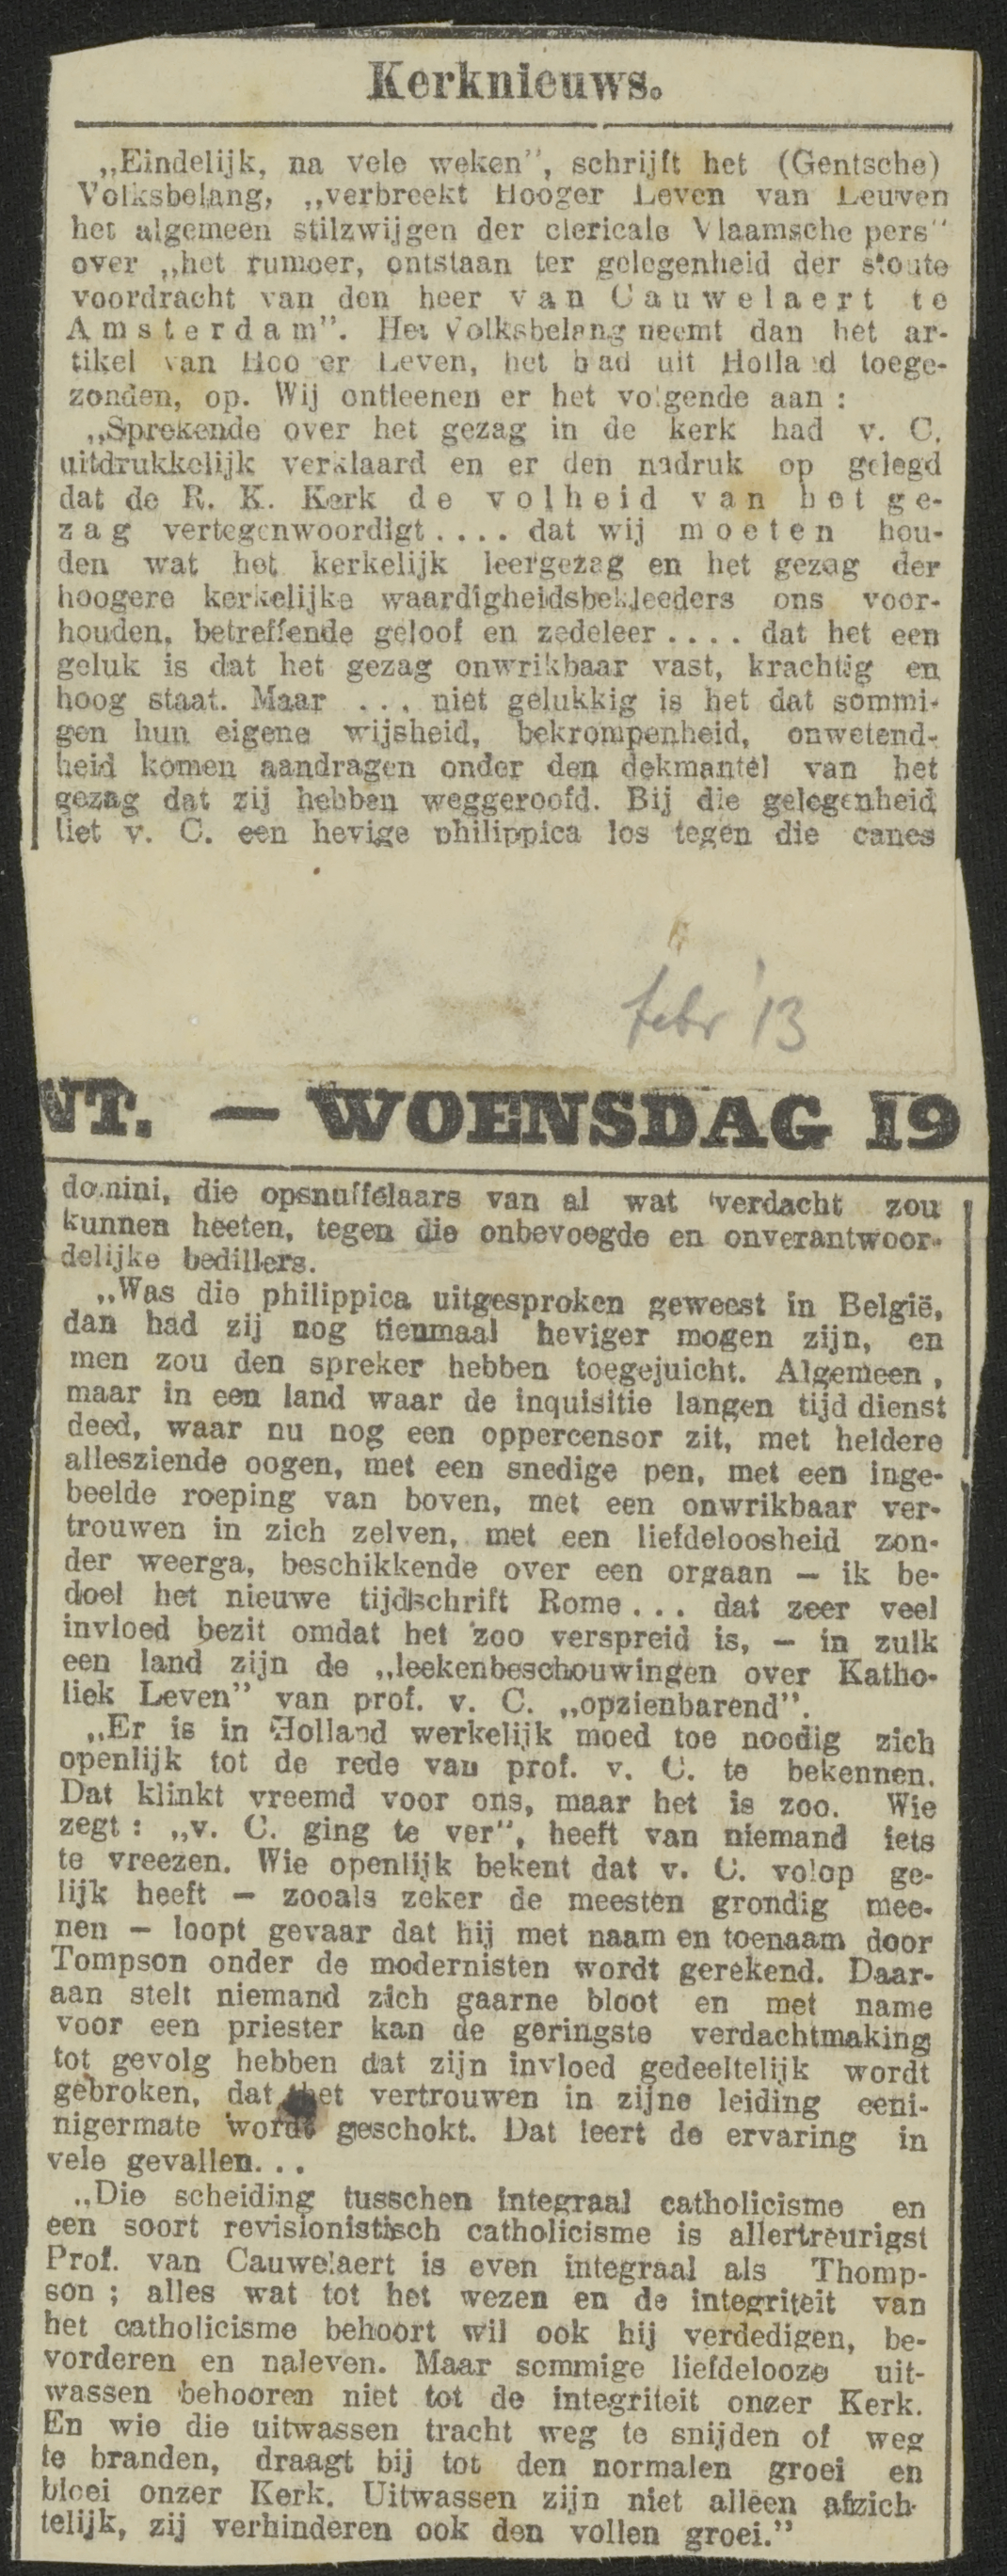 Kerknieuws.
„Eindelijk, na vele weken”, schrijft het (Gentsche)
Volksbelang, „verbreekt Hooger Leven van Leuven
het algemeen stilzwijgen der clericale Vlaamsche pers”
over „het rumoer, ontstaan ter gelegenheid der stoute
voordracht van den heer van Cauwelaert te
Amsterdam”. Het Volksbelang neemt dan het ar-
tikel van Hooger Leven, het blad uit Holland toege-
zonden, op. Wij ontleenen er het volgende aan :
„Sprekende over het gezag in de kerk had v. C.
uitdrukkelijk verklaard en er den nadruk op gelegd
dat de R. K. Kerk de volheid van het ge-
zag vertegenwoordigt .... dat wij moeten hou-
den wat het kerkelijk leergezag en het gezag der
hoogere kerkelijke waardigheidsbekleeders ons voor-
houden, betreffende geloof en zedeleer .... dat het een
geluk is dat het gezag onwrikbaar vast, krachtig en
hoog staat. Maar ... niet gelukkig is het dat sommi-
gen hun eigene wijsheid, bekrompenheid, onwetend-
heid komen aandragen onder den dekmantel van het
gezag dat zij hebben weggeroofd. Bij die gelegenheid
liet v. C. een hevige philippica los tegen die canes
febr '13
NT. — WOENSDAG 19
domini, die opsnuffelaars van al wat verdacht zou
kunnen heeten, tegen die onbevoegde en onverantwoor-
delijke bedillers.
„Was die philippica uitgesproken geweest in België,
dan had zij nog tienmaal heviger mogen zijn, en
men zou den spreker hebben toegejuicht. Algemeen,
maar in een land waar de inquisitie langen tijd dienst
deed, waar nu nog een oppercensor zit, met heldere
allesziende oogen, met een snedige pen, met een inge-
beelde roeping van boven, met een onwrikbaar ver-
trouwen in zich zelven, met een liefdeloosheid zon-
der weerga, beschikkende over een orgaan — ik be-
doel het nieuwe tijdschrift Rome ... dat zeer veel
invloed bezit omdat het zoo verspreid is, — in zulk
een land zijn de „leekenbeschouwingen over Katho-
liek Leven” van prof. v. C. „opzienbarend”.
„Er is in Holland werkelijk moed toe noodig zich
openlijk tot de rede van prof. v. C. te bekennen.
Dat klinkt vreemd voor ons, maar het is zoo. Wie
zegt : „v. C. ging te ver”, heeft van niemand iets
te vreezen. Wie openlijk bekent dat v. C. volop ge-
lijk heeft — zooals zeker de meesten grondig mee-
nen — loopt gevaar dat hij met naam en toenaam door
Tompson onder de modernisten wordt gerekend. Daar-
aan stelt niemand zich gaarne bloot en met name
voor een priester kan de geringste verdachtmaking
tot gevolg hebben dat zijn invloed gedeeltelijk wordt
gebroken, dat het vertrouwen in zijne leiding eeni-
nigermate wordt geschokt. Dat leert de ervaring in
vele gevallen...
„Die scheiding tusschen integraal catholicisme en
een soort revisionistisch catholicisme is allertreurigst
Prof. van Cauwelaert is even integraal als Thomp-
son ; alles wat tot het wezen en de integriteit van
het catholicisme behoort wil ook hij verdedigen, be-
vorderen en naleven. Maar sommige liefdelooze uit-
wassen behooren niet tot de integriteit onzer Kerk.
En wie die uitwassen tracht weg te snijden of weg
te branden, draagt bij tot den normalen groei en
bloei onzer Kerk. Uitwassen zijn niet alleen afzich-
telijk, zij verhinderen ook den vollen groei.”